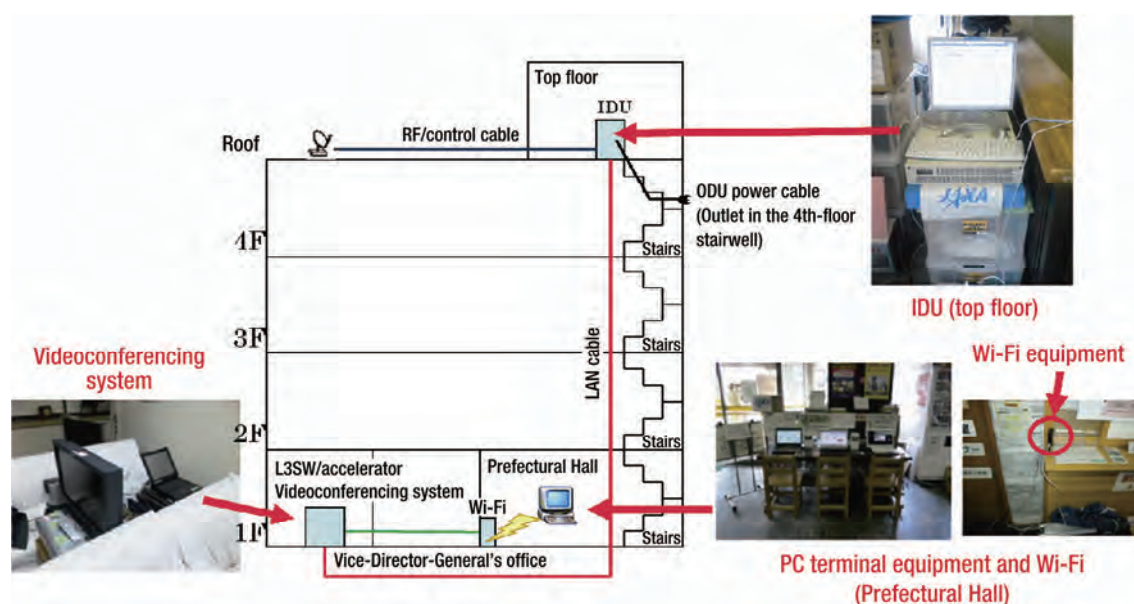 Top floor
IDU
RF/control cable
Roof
ODU power cable
(Outlet in the 4th-floor
stairwell)
4F
Stairs
JAXA
IDU (top floor)
3F
Stairs
LAN cable
Videoconferencing
system
Wi-Fi equipment
2F
Stairs
L3SW/accelerator
Videoconferencing system
Prefectural Hall
Wi-Fi
1F
Stairs
Vice-Director-General's office
PC terminal equipment and Wi-Fi
(Prefectural Hall)